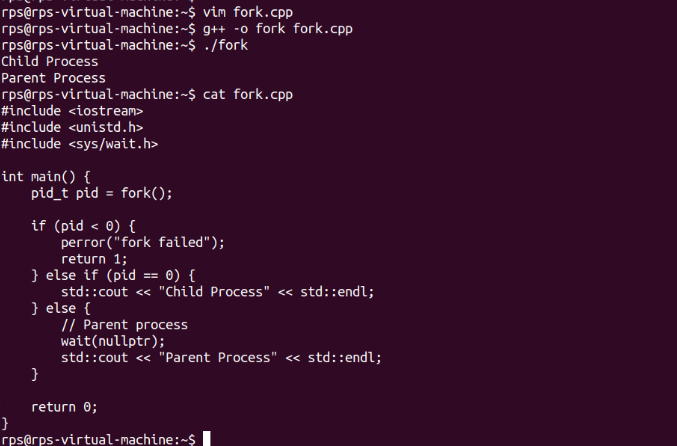 rps@rps-virtual-machine:~$ vim fork.cpp
rps@rps-virtual-machine:~$ g++ -o fork fork.cpp
rps@rps-virtual-machine:~$ ./fork
Child Process
Parent Process
rps@rps-virtual-machine:~$ cat fork.cpp
#include <iostream>
#include <unistd.h>
#include <sys/wait.h>

int main() {
    pid_t pid = fork();

    if (pid < 0) {
        perror("fork failed");
        return 1;
    } else if (pid == 0) {
        std::cout << "Child Process" << std::endl;
    } else {
        // Parent process
        wait(nullptr);
        std::cout << "Parent Process" << std::endl;
    }

    return 0;
}
rps@rps-virtual-machine:~$